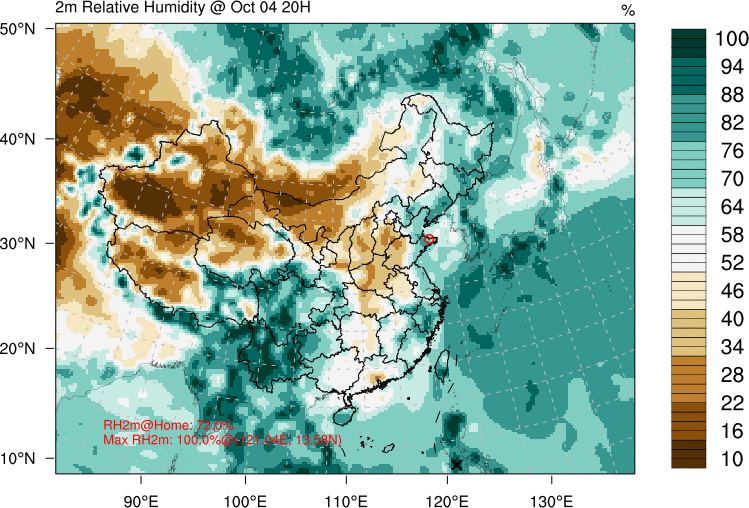 2m Relative Humidity @ Oct 04 20H
%
50°N
40°N
30°N
20°N
10°N
90°E
100°E
110°E
120°E
130°E
100
94
88
82
76
70
64
58
52
46
40
34
28
22
16
10
RH2m@Home: 72.0%
Max RH2m: 100.0%@(121.94E, 13.58N)